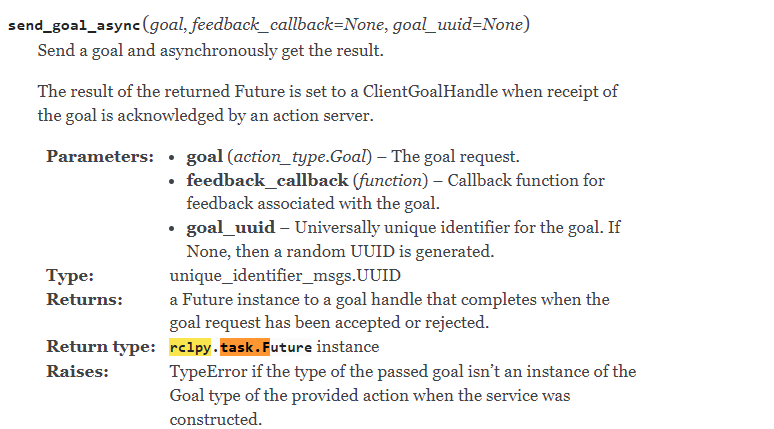 send_goal_async(goal, feedback_callback=None, goal_uuid=None)
Send a goal and asynchronously get the result.
The result of the returned Future is set to a ClientGoalHandle when receipt of
the goal is acknowledged by an action server.
Parameters: • goal (action_type.Goal) – The goal request.
• feedback_callback (function) – Callback function for
feedback associated with the goal.
• goal_uuid – Universally unique identifier for the goal. If
None, then a random UUID is generated.
Type: unique_identifier_msgs.UUID
Returns: a Future instance to a goal handle that completes when the
goal request has been accepted or rejected.
Return type: rclpy.task.Future instance
Raises: TypeError if the type of the passed goal isn’t an instance of the
Goal type of the provided action when the service was
constructed.